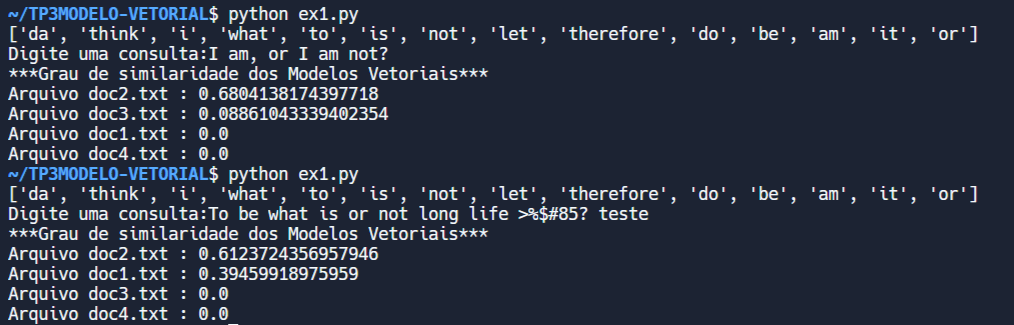 ~/TP3MODELO-VETORIAL$ python ex1.py
['da', 'think', 'i', 'what', 'to', 'is', 'not', 'let', 'therefore', 'do', 'be', 'am', 'it', 'or']
Digite uma consulta:I am, or I am not?
***Grau de similaridade dos Modelos Vetoriais***
Arquivo doc2.txt : 0.6804138174397718
Arquivo doc3.txt : 0.08861043339402354
Arquivo doc1.txt : 0.0
Arquivo doc4.txt : 0.0
~/TP3MODELO-VETORIAL$ python ex1.py
['da', 'think', 'i', 'what', 'to', 'is', 'not', 'let', 'therefore', 'do', 'be', 'am', 'it', 'or']
Digite uma consulta:To be what is or not long life >%$#85? teste
***Grau de similaridade dos Modelos Vetoriais***
Arquivo doc2.txt : 0.6123724356957946
Arquivo doc1.txt : 0.39459918975959
Arquivo doc3.txt : 0.0
Arquivo doc4.txt : 0.0